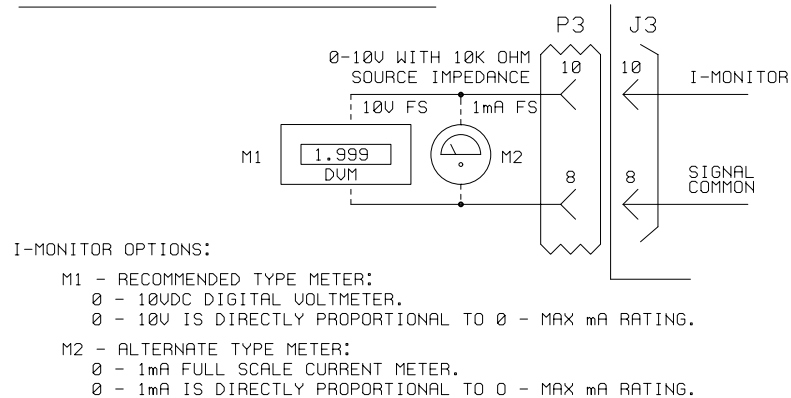 P3 J3
0-10V WITH 10K OHM
SOURCE IMPEDANCE
10 10
I-MONITOR
10V FS 1mA FS
M1 1.999 M2
DVM
8 8
SIGNAL
COMMON
I-MONITOR OPTIONS:
M1 - RECOMMENDED TYPE METER:
0 - 10VDC DIGITAL VOLTMETER.
0 - 10V IS DIRECTLY PROPORTIONAL TO 0 - MAX mA RATING.
M2 - ALTERNATE TYPE METER:
0 - 1mA FULL SCALE CURRENT METER.
0 - 1mA IS DIRECTLY PROPORTIONAL TO O - MAX mA RATING.